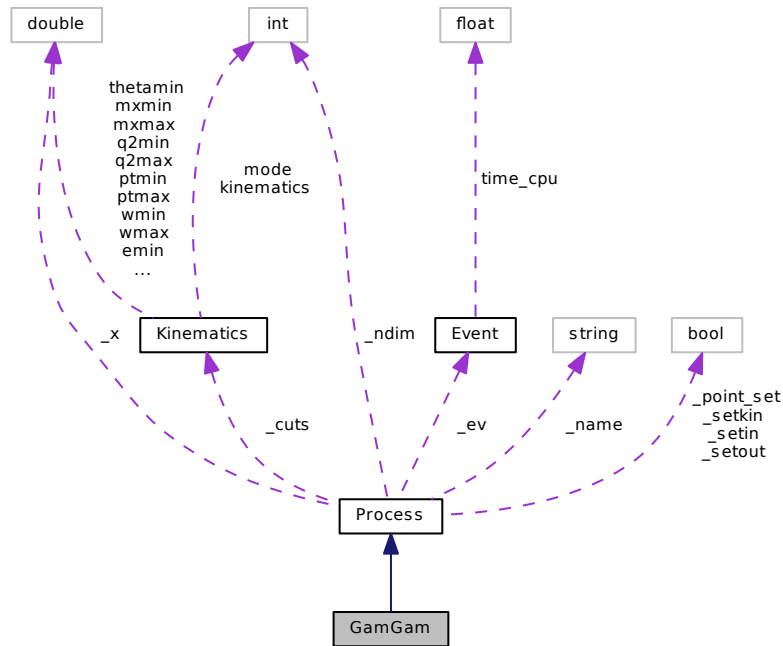 double
int
float
thetamin
mxmin
mxmax
q2min
q2max
ptmin
ptmax
wmin
wmax
emin
...
mode
kinematics
time_cpu
_x
Kinematics
_ndim
Event
string
bool
_cuts
_ev
_name
_point_set
_setkin
_setin
_setout
Process
GamGam